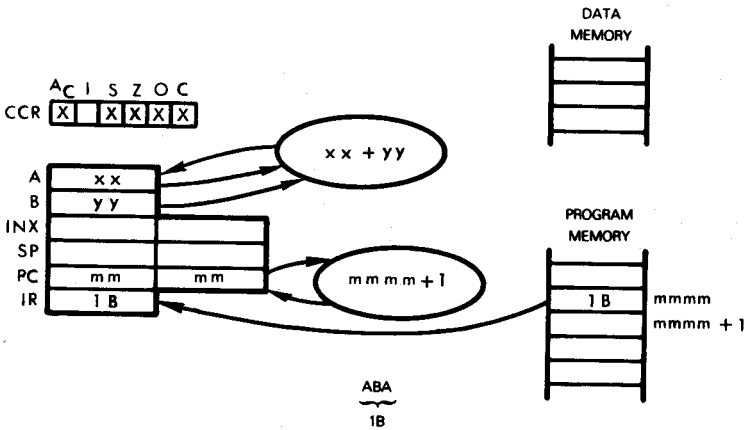 DATA
MEMORY
AC I S Z O C
CCR X X X X X
xx + yy
A xx
B yy
INX
SP
PC mm mm
IR 1B
mmmm + 1
PROGRAM
MEMORY
1B mmmm
mmmm + 1
ABA
1B